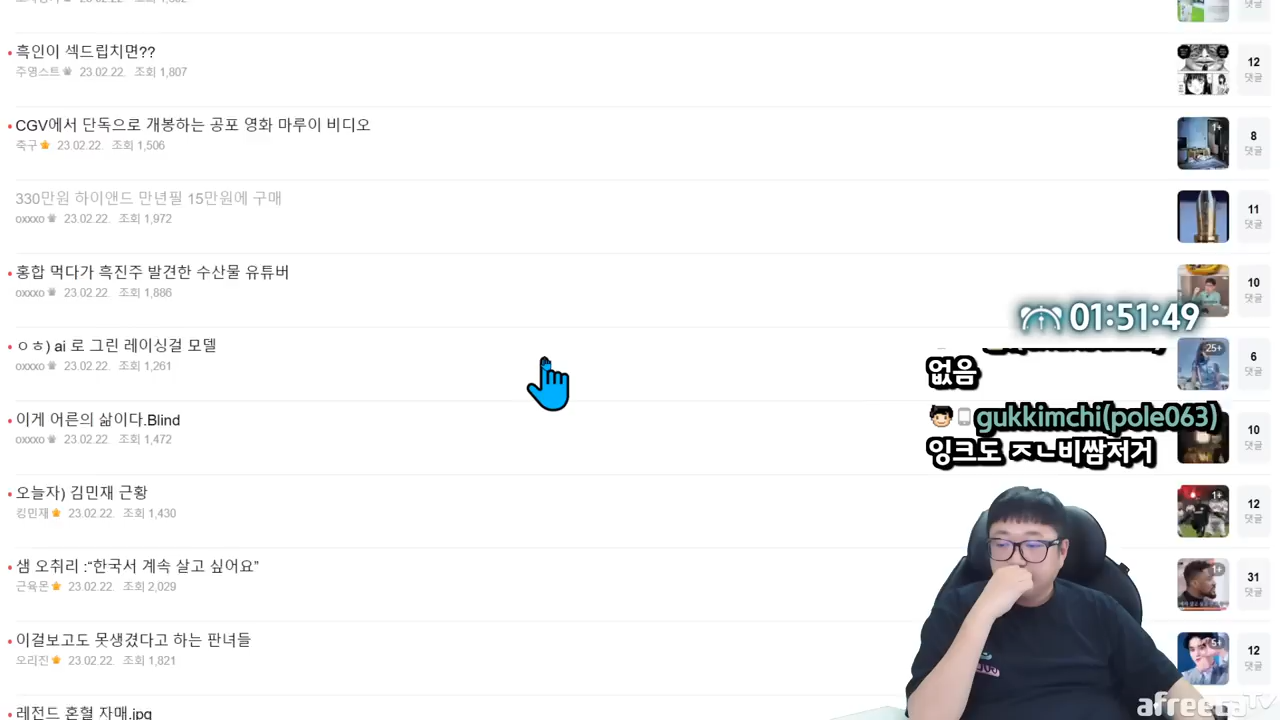 흑인이 섹드립치면??
주영스트 23.02.22. 조회 1,807
12
댓글
CGV에서 단독으로 개봉하는 공포 영화 마루이 비디오
죽구 23.02.22. 조회 1,506
1+
8
댓글
330만원 하이앤드 만년필 15만원에 구매
oxxxo 23.02.22. 조회 1,972
11
댓글
홍합 먹다가 흑진주 발견한 수산물 유튜버
oxxxo 23.02.22. 조회 1,886
10
댓글
01:51:49
ㅇㅎ) ai 로 그린 레이싱걸 모델
oxxxo 23.02.22. 조회 1,261
25+
6
댓글
없음
이게 어른의 삶이다.Blind
oxxxo 23.02.22. 조회 1,472
10
댓글
gukkimchi(pole063)
잉크도 ㅈㄴ비쌈저거
오늘자) 김민재 근황
킹민재 23.02.22. 조회 1,430
1+
12
댓글
샘 오취리 :“한국서 계속 살고 싶어요”
근육몬 23.02.22. 조회 2,029
1+
31
댓글
이걸보고도 못생겼다고 하는 판녀들
오리진 23.02.22. 조회 1,821
5+
12
댓글
레전드 혼혈 자매.jpg
afreecaTV